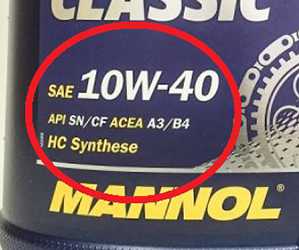 CLASSIC
SAE 10W-40
API SN/CF ACEA A3/B4
HC Synthese
MANNOL®